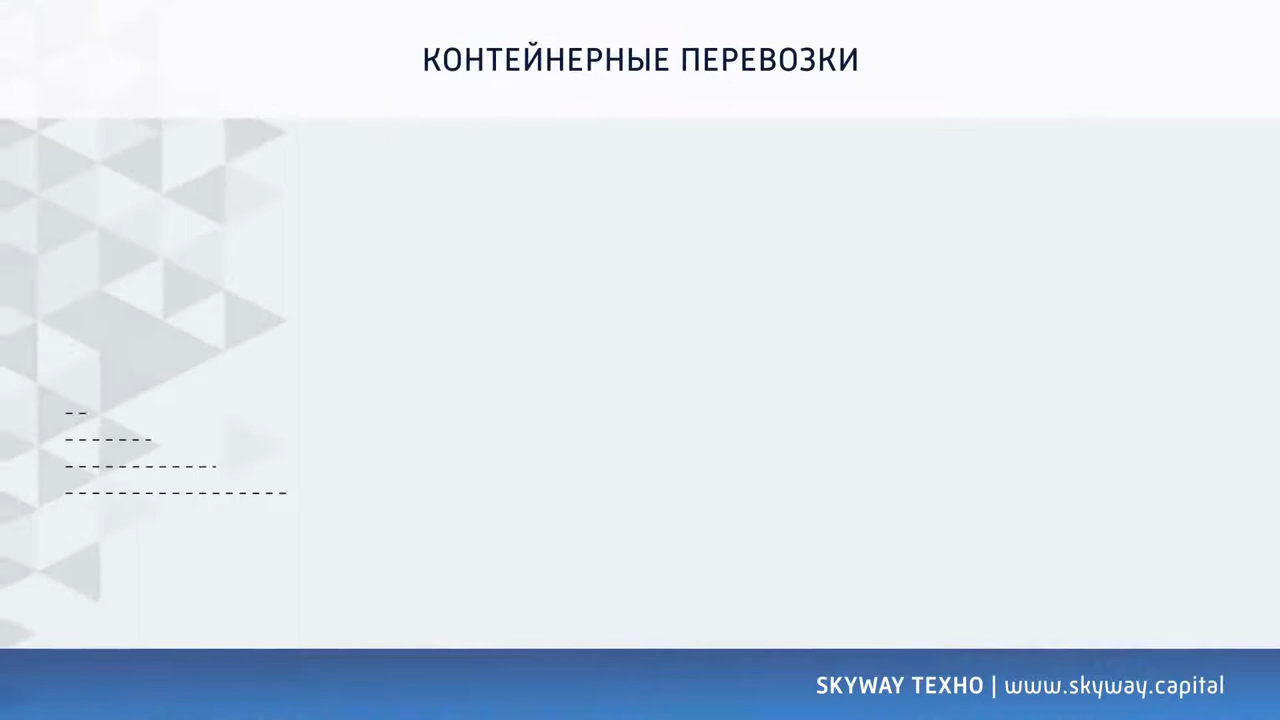 КОНТЕЙНЕРНЫЕ ПЕРЕВОЗКИ
SKYWAY ТЕХНО | www.skyway.capital